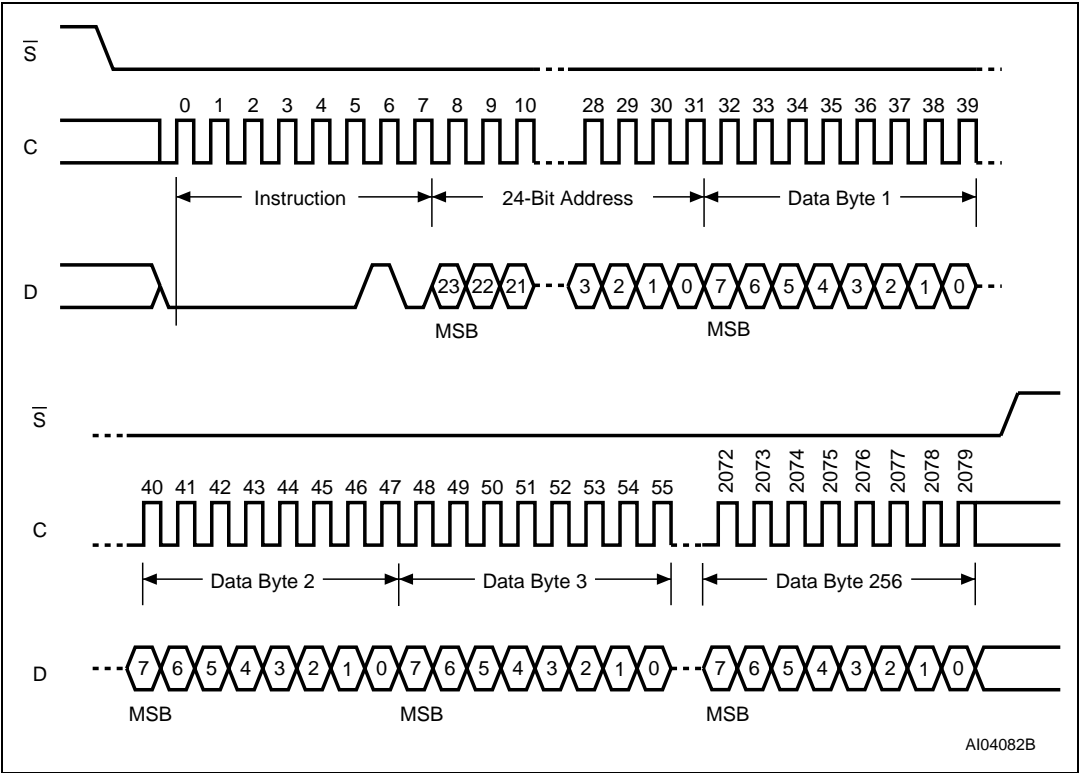 S̅
0 1 2 3 4 5 6 7 8 9 10 28 29 30 31 32 33 34 35 36 37 38 39
C
Instruction 24-Bit Address Data Byte 1
D 23 22 21 3 2 1 0 7 6 5 4 3 2 1 0
MSB MSB
S̅
2072 2073 2074 2075 2076 2077 2078 2079
40 41 42 43 44 45 46 47 48 49 50 51 52 53 54 55
C
Data Byte 2 Data Byte 3 Data Byte 256
D 7 6 5 4 3 2 1 0 7 6 5 4 3 2 1 0 7 6 5 4 3 2 1 0
MSB MSB MSB
AI04082B